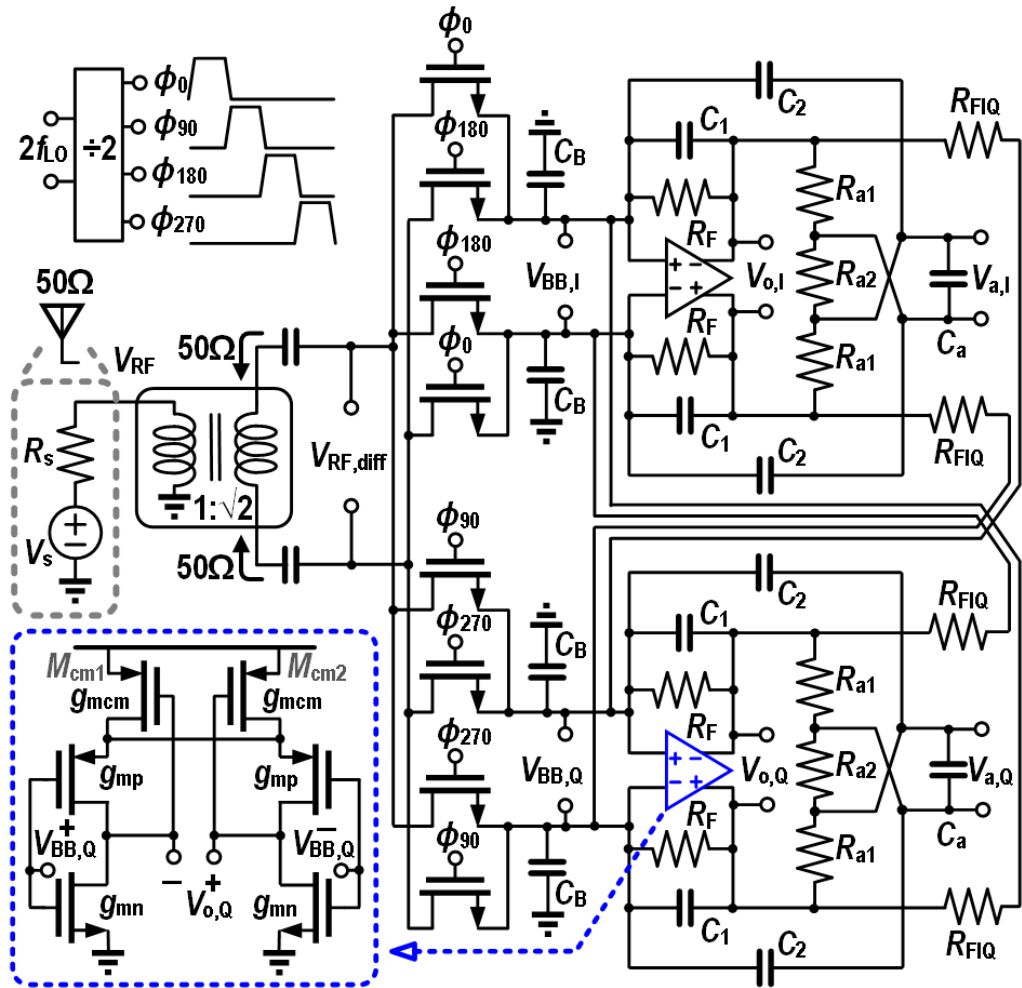 ϕ0
ϕ0
2fLO ÷2
ϕ90
ϕ180
ϕ270
ϕ180
CB
C2
C1
RFIQ
Ra1
RF
ϕ180
VBB,I
+ −
− +
Vo,I
Ra2
Va,I
Ca
RF
ϕ0
Ra1
CB
C1
RFIQ
C2
50Ω
VRF
50Ω
Rs
VRF,diff
1:√2
+
−
Vs
50Ω
ϕ90
C2
RFIQ
ϕ270
CB
C1
Ra1
RF
ϕ270
VBB,Q
+ −
− +
Vo,Q
Ra2
Va,Q
Ca
RF
ϕ90
Ra1
CB
C1
RFIQ
C2
Mcm1
Mcm2
gmcm
gmcm
gmp
gmp
+
VBB,Q
−
VBB,Q
− +
Vo,Q
gmn
gmn